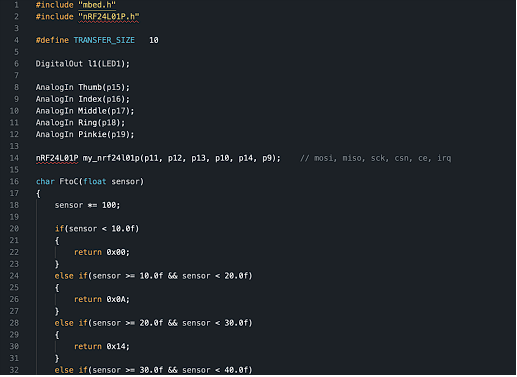 1 #include "mbed.h"
2 #include "nRF24L01P.h"
3
4 #define TRANSFER_SIZE   10
5
6 DigitalOut l1(LED1);
7
8 AnalogIn Thumb(p15);
9 AnalogIn Index(p16);
10 AnalogIn Middle(p17);
11 AnalogIn Ring(p18);
12 AnalogIn Pinkie(p19);
13
14 nRF24L01P my_nrf24l01p(p11, p12, p13, p10, p14, p9);    // mosi, miso, sck, csn, ce, irq
15
16 char FtoC(float sensor)
17 {
18     sensor *= 100;
19
20     if(sensor < 10.0f)
21     {
22         return 0x00;
23     }
24     else if(sensor >= 10.0f && sensor < 20.0f)
25     {
26         return 0x0A;
27     }
28     else if(sensor >= 20.0f && sensor < 30.0f)
29     {
30         return 0x14;
31     }
32     else if(sensor >= 30.0f && sensor < 40.0f)